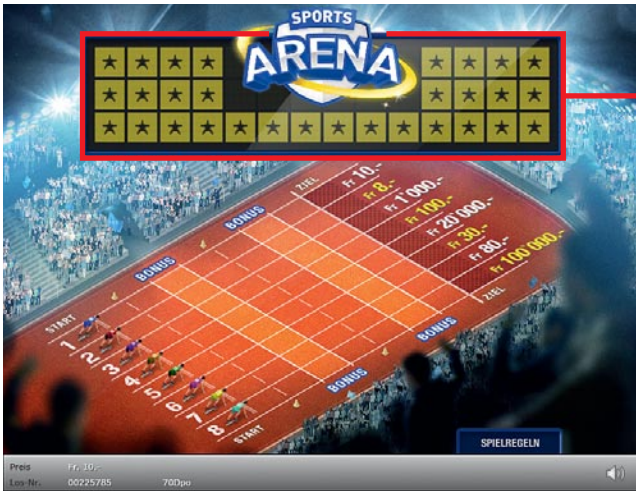 SPORTS
ARENA
ZIEL
Fr 10.-
Fr 8.-
Fr 1'000.-
Fr 100.-
Fr 20'000.-
Fr 30.-
Fr 80.-
Fr 100'000.-
ZIEL
BONUS
BONUS
START
1
2
3
4
5
6
7
8
START
BONUS
BONUS
SPIELREGELN
Preis Fr. 10.-
Los-Nr. 00225785 70Dpo